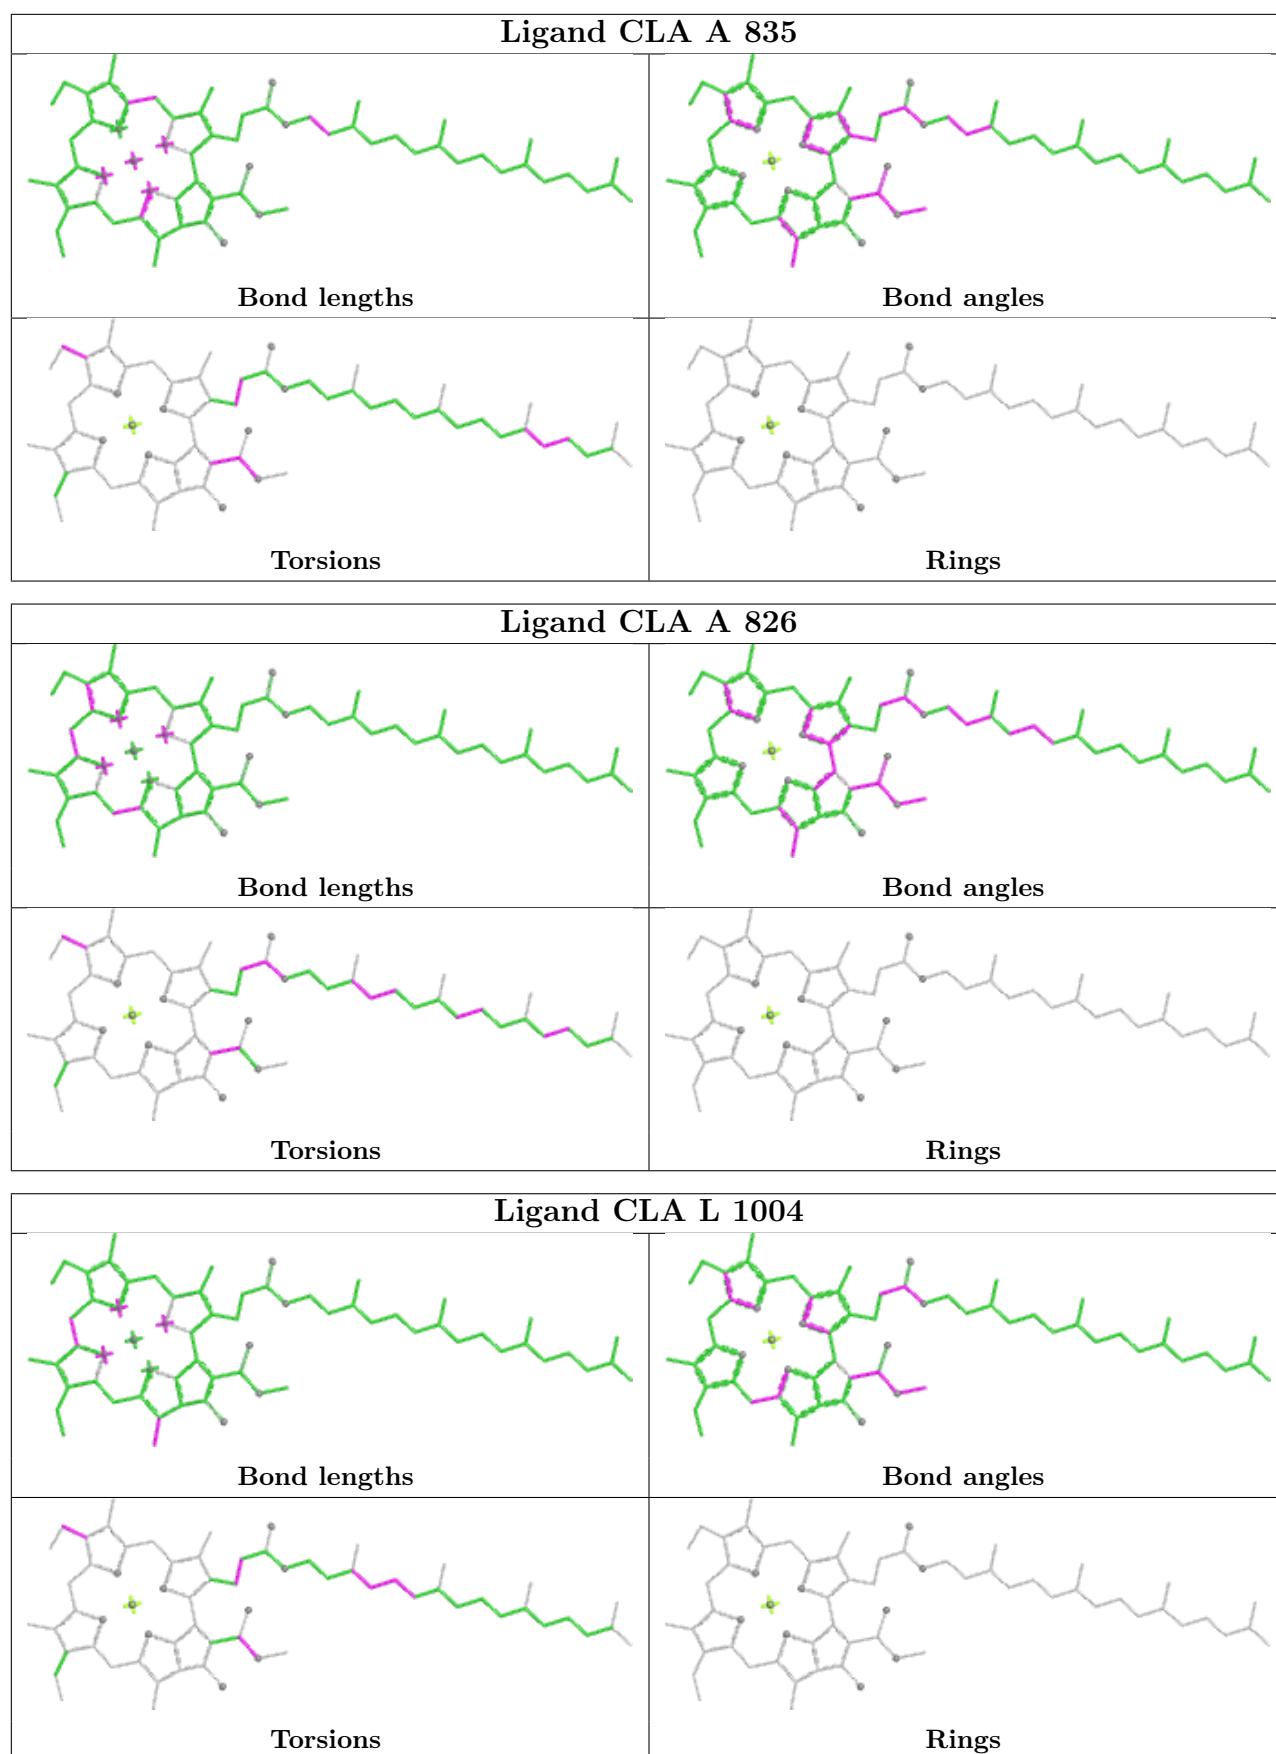 Ligand CLA A 835
Bond lengths
Bond angles
Torsions
Rings
Ligand CLA A 826
Bond lengths
Bond angles
Torsions
Rings
Ligand CLA L 1004
Bond lengths
Bond angles
Torsions
Rings